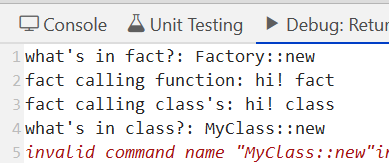 Console Unit Testing Debug: Retu
1 what's in fact?: Factory::new
2 fact calling function: hi! fact
3 fact calling class's: hi! class
4 what's in class?: MyClass::new
5 invalid command name "MyClass::new"in